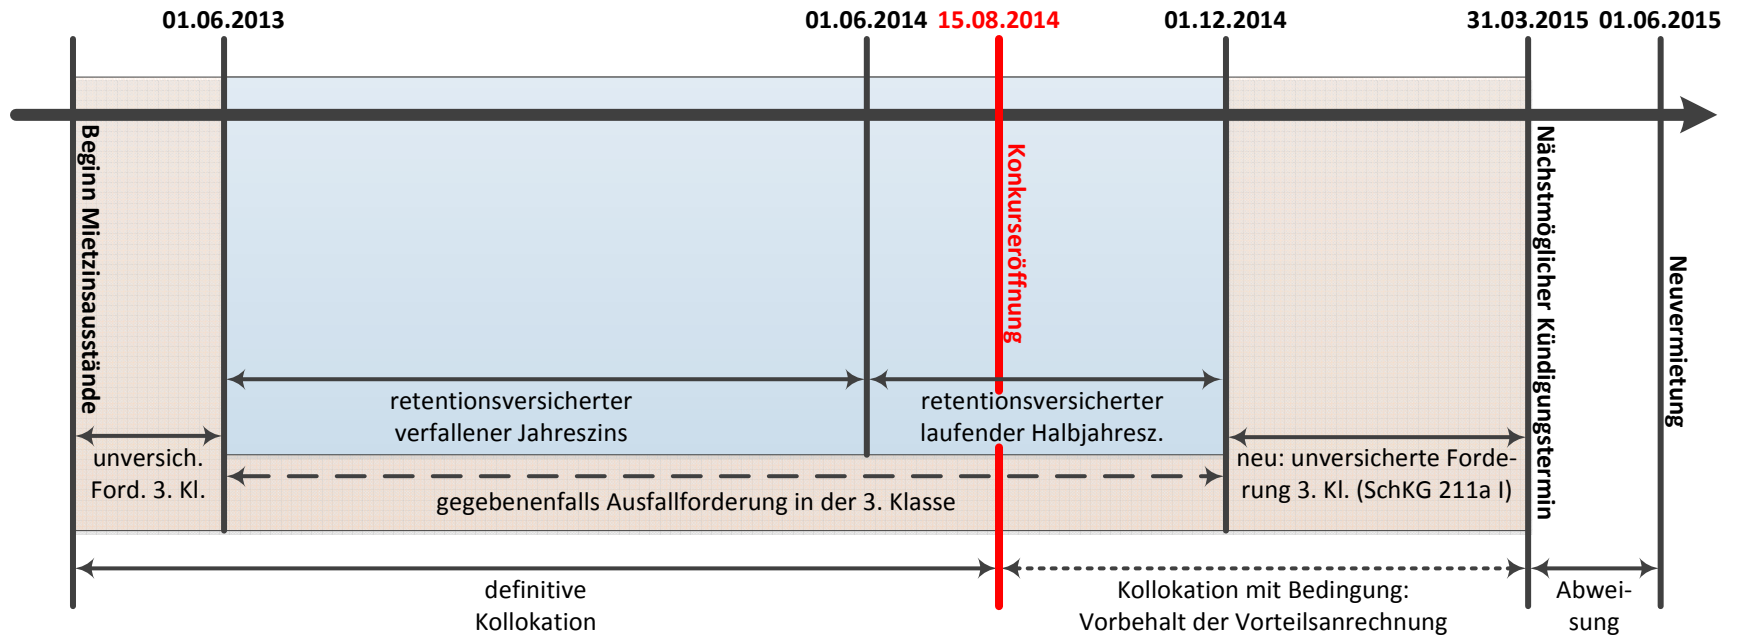 01.06.2013
01.06.2014
15.08.2014
01.12.2014
31.03.2015
01.06.2015
Beginn Mietzinsausstände
Konkurseröffnung
Nächstmöglicher Kündigungstermin
Neuvermietung
retentionsversicherter
verfallener Jahreszins
retentionsversicherter
laufender Halbjahresz.
unversich.
Ford. 3. Kl.
neu: unversicherte Forde-
rung 3. Kl. (SchKG 211a I)
gegebenenfalls Ausfallforderung in der 3. Klasse
definitive
Kollokation
Kollokation mit Bedingung:
Vorbehalt der Vorteilsanrechnung
Abwei-
sung